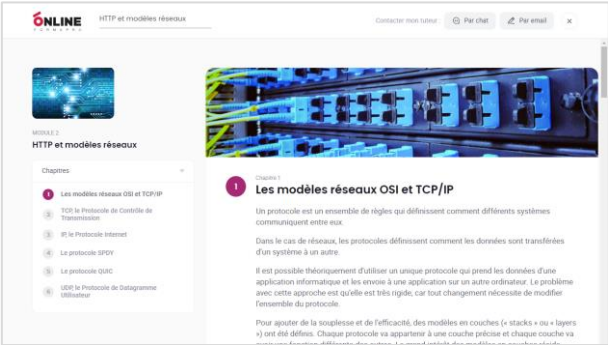 ONLINE
FORMAPRO
HTTP et modèles réseaux
Contacter mon tuteur
Par chat
Par email
×
MODULE 2
HTTP et modèles réseaux
Chapitres
1 Les modèles réseaux OSI et TCP/IP
2 TCP, le Protocole de Contrôle de
Transmission
3 IP, le Protocole Internet
4 Le protocole SPDY
5 Le protocole QUIC
6 UDP, le Protocole de Datagramme
Utilisateur
1
Chapitre 1
Les modèles réseaux OSI et TCP/IP
Un protocole est un ensemble de règles qui définissent comment différents systèmes
communiquent entre eux.
Dans le cas de réseaux, les protocoles définissent comment les données sont transférées
d'un système à un autre.
Il est possible théoriquement d'utiliser un unique protocole qui prend les données d'une
application informatique et les envoie à une application sur un autre ordinateur. Le problème
avec cette approche est qu'elle est très rigide, car tout changement nécessite de modifier
l'ensemble du protocole.
Pour ajouter de la souplesse et de l'efficacité, des modèles en couches (« stacks » ou « layers
») ont été définis. Chaque protocole va appartenir à une couche précise et chaque couche va